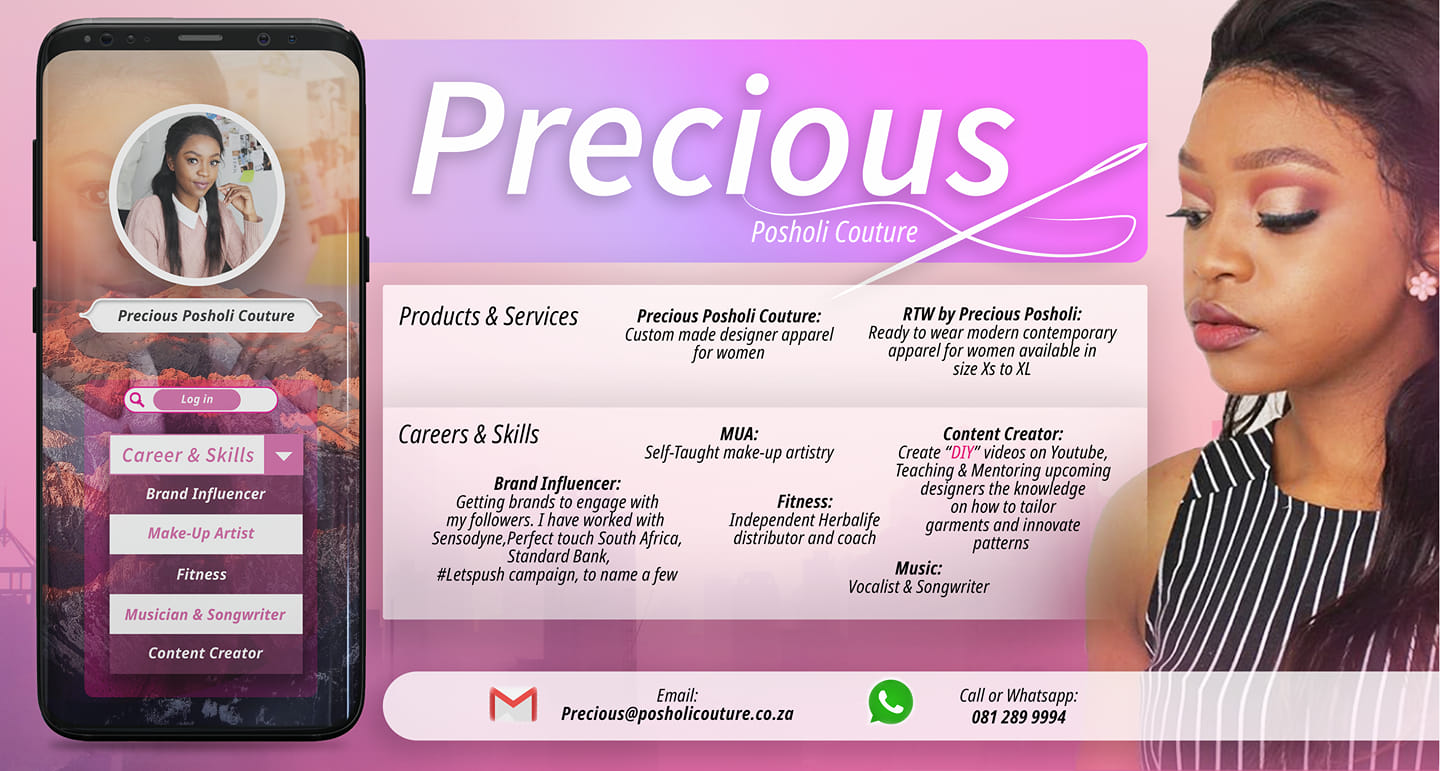 Precious Posholi Couture
Log in
Career & Skills
Brand Influencer
Make-Up Artist
Fitness
Musician & Songwriter
Content Creator
Precious
Posholi Couture
Products & Services
Precious Posholi Couture:
Custom made designer apparel
for women
RTW by Precious Posholi:
Ready to wear modern contemporary
apparel for women available in
size Xs to XL
Careers & Skills
MUA:
Self-Taught make-up artistry
Brand Influencer:
Getting brands to engage with
my followers. I have worked with
Sensodyne,Perfect touch South Africa,
Standard Bank,
#Letspush campaign, to name a few
Fitness:
Independent Herbalife
distributor and coach
Content Creator:
Create “DIY” videos on Youtube,
Teaching & Mentoring upcoming
designers the knowledge
on how to tailor
garments and innovate
patterns
Music:
Vocalist & Songwriter
Email:
Precious@posholicouture.co.za
Call or Whatsapp:
081 289 9994